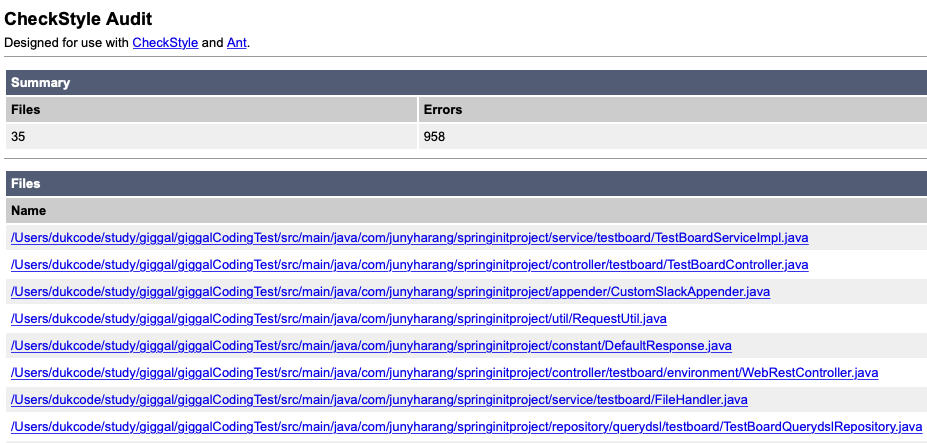 CheckStyle Audit
Designed for use with CheckStyle and Ant.
Summary
Files Errors
35 958
Files
Name
/Users/dukcode/study/giggal/giggalCodingTest/src/main/java/com/junyharang/springinitproject/service/testboard/TestBoardServiceImpl.java
/Users/dukcode/study/giggal/giggalCodingTest/src/main/java/com/junyharang/springinitproject/controller/testboard/TestBoardController.java
/Users/dukcode/study/giggal/giggalCodingTest/src/main/java/com/junyharang/springinitproject/appender/CustomSlackAppender.java
/Users/dukcode/study/giggal/giggalCodingTest/src/main/java/com/junyharang/springinitproject/util/RequestUtil.java
/Users/dukcode/study/giggal/giggalCodingTest/src/main/java/com/junyharang/springinitproject/constant/DefaultResponse.java
/Users/dukcode/study/giggal/giggalCodingTest/src/main/java/com/junyharang/springinitproject/controller/testboard/environment/WebRestController.java
/Users/dukcode/study/giggal/giggalCodingTest/src/main/java/com/junyharang/springinitproject/service/testboard/FileHandler.java
/Users/dukcode/study/giggal/giggalCodingTest/src/main/java/com/junyharang/springinitproject/repository/querydsl/testboard/TestBoardQuerydslRepository.java